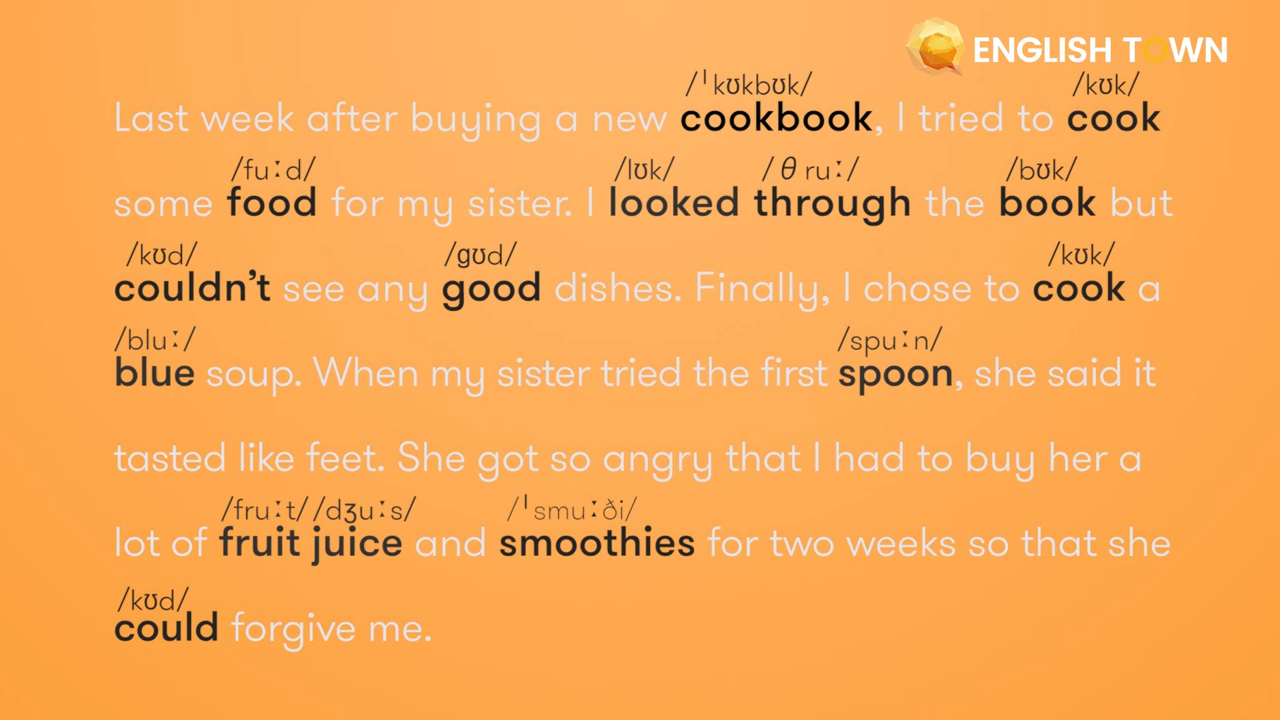 ENGLISH TOWN
/ˈkʊkbʊk/ /kʊk/
Last week after buying a new cookbook, I tried to cook
/fuːd/ /lʊk/ /θruː/ /bʊk/
some food for my sister. I looked through the book but
/kʊd/ /gʊd/ /kʊk/
couldn't see any good dishes. Finally, I chose to cook a
/bluː/ /spuːn/
blue soup. When my sister tried the first spoon, she said it
tasted like feet. She got so angry that I had to buy her a
/fruːt/ /dʒuːs/ /ˈsmuːði/
lot of fruit juice and smoothies for two weeks so that she
/kʊd/
could forgive me.